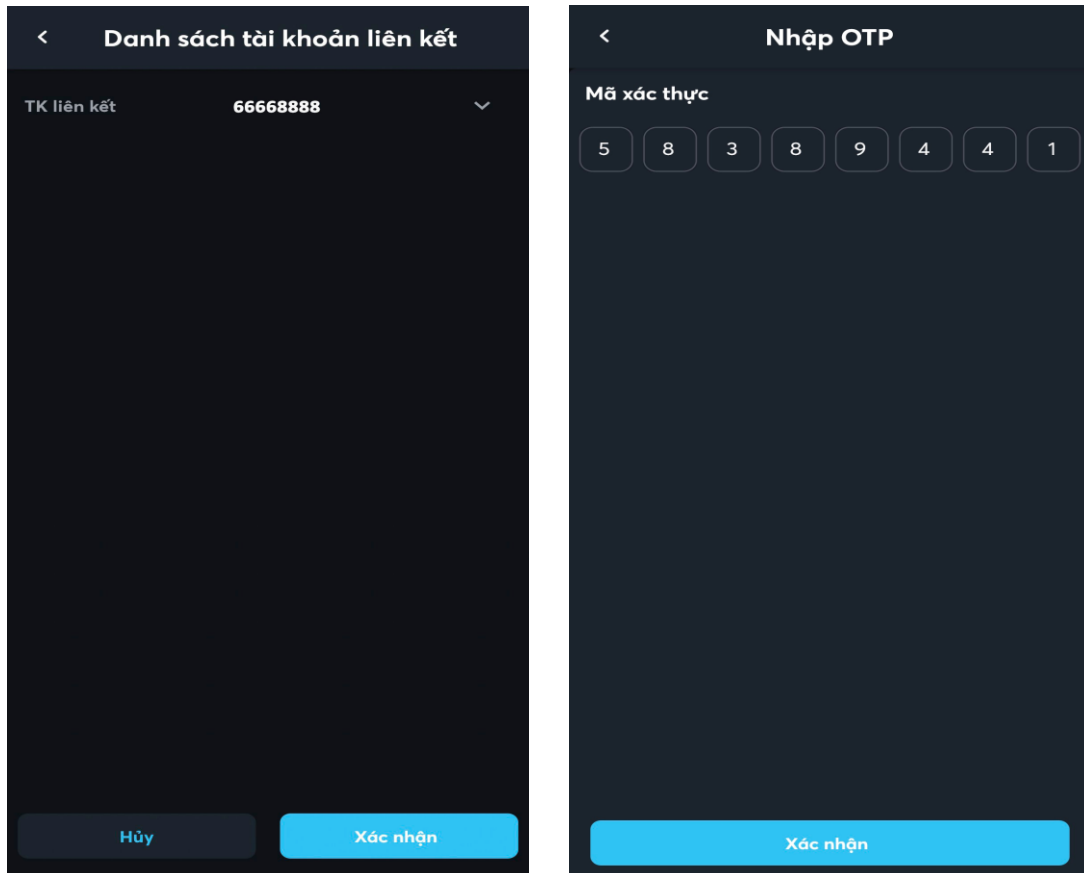 Danh sách tài khoản liên kết
TK liên kết 66668888
Hủy Xác nhận
Nhập OTP
Mã xác thực
5 8 3 8 9 4 4 1
Xác nhận